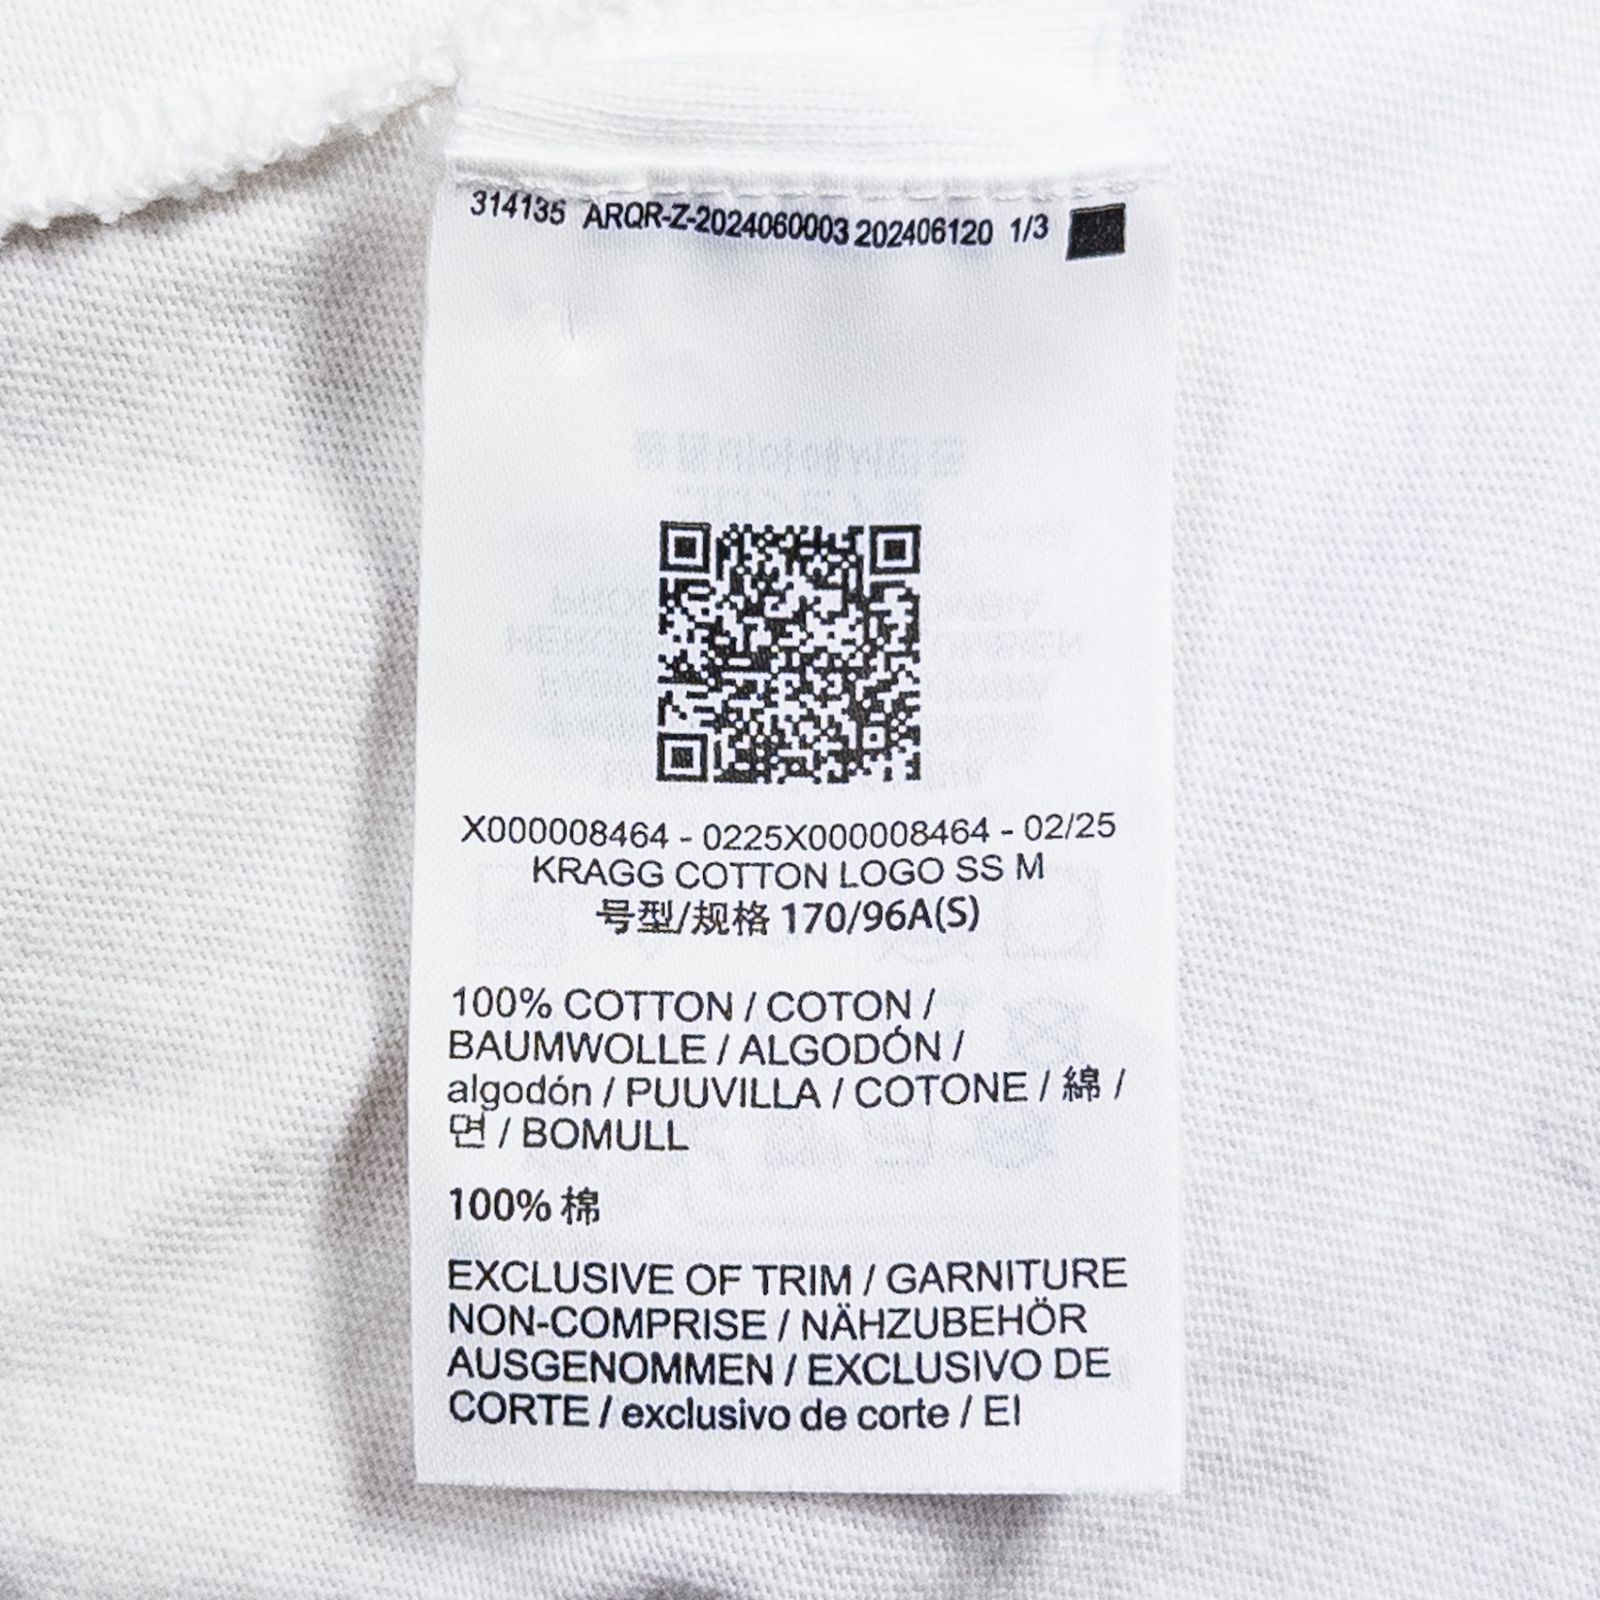 314135 ARQR-Z-2024060003 202406120 1/3
X000008464 - 0225X000008464 - 02/25
KRAGG COTTON LOGO SS M
号型/规格 170/96A(S)
100% COTTON / COTON /
BAUMWOLLE / ALGODÓN /
algodón / PUUVILLA / COTONE / 綿 /
면 / BOMULL
100% 棉
EXCLUSIVE OF TRIM / GARNITURE
NON-COMPRISE / NÄHZUBEHÖR
AUSGENOMMEN / EXCLUSIVO DE
CORTE / exclusivo de corte / EI